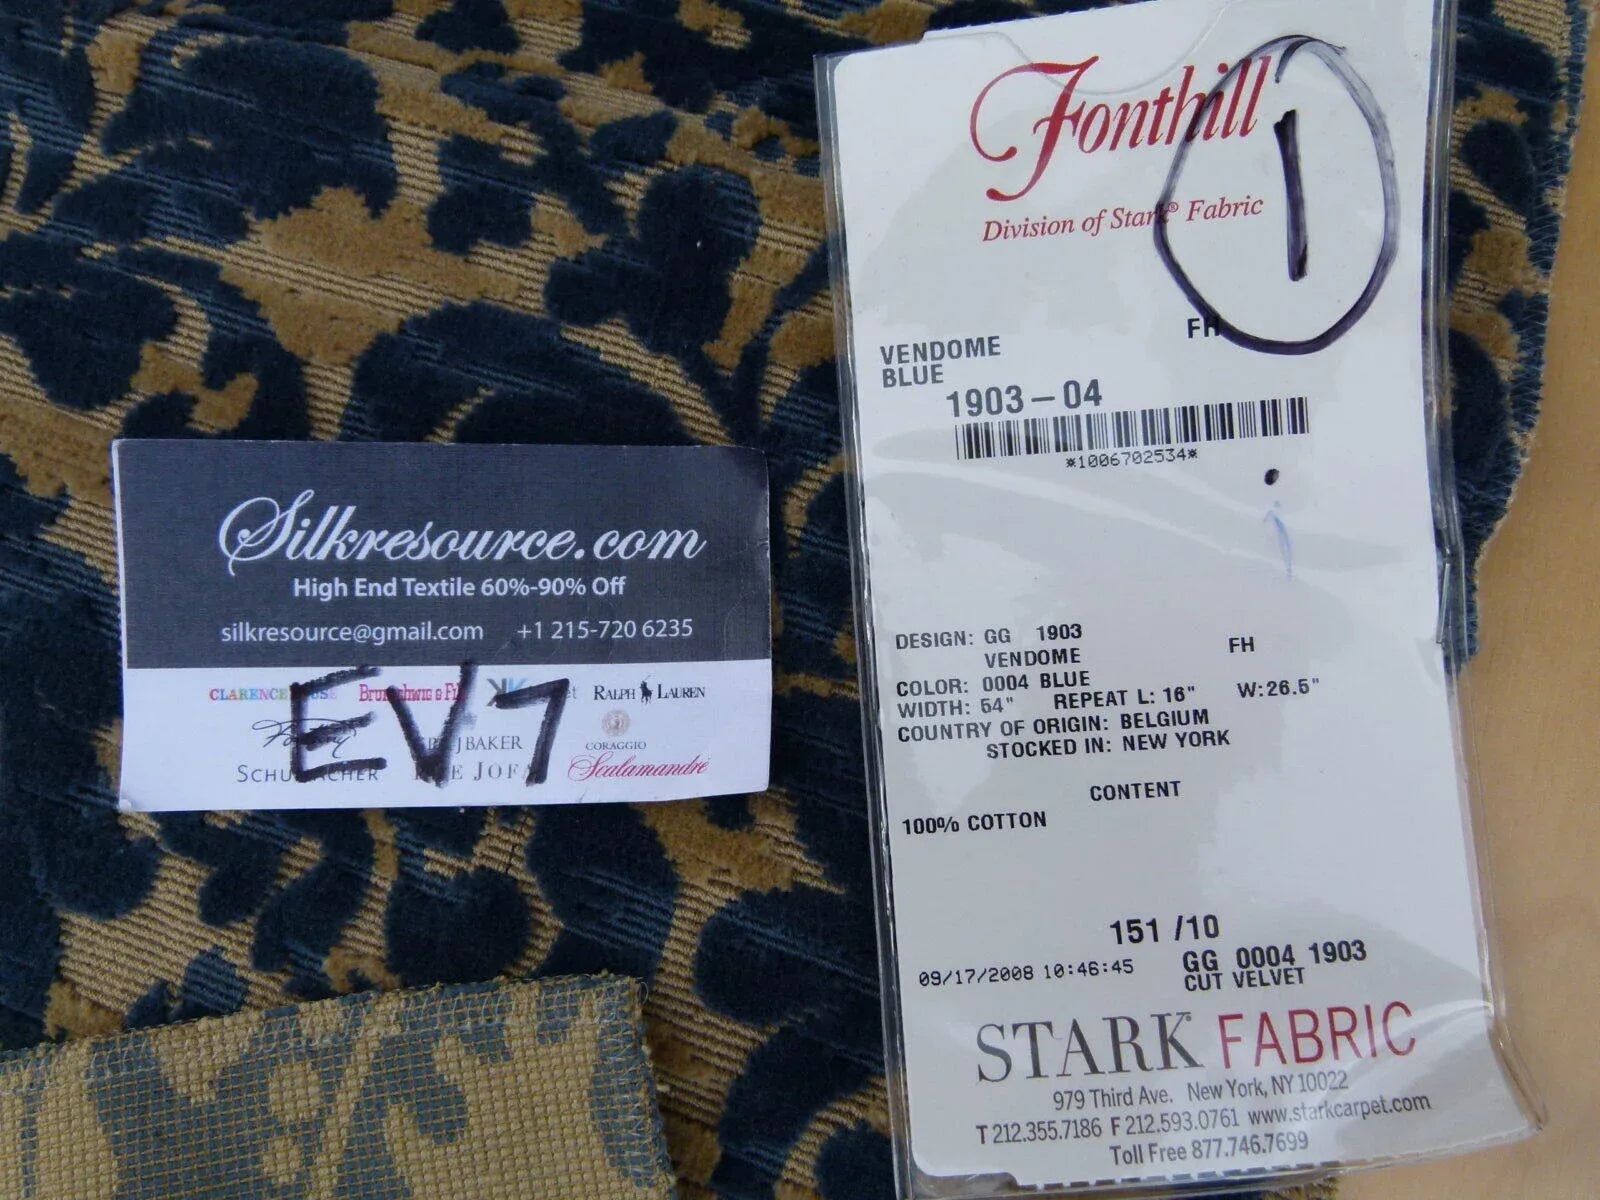 Silkresource.com
High End Textile 60%-90% Off
silkresource@gmail.com +1 215-720 6235
RALPH LAUREN
EV7
JBAKER
CORAGGIO
Scalamandré
Fonthill
1
Division of Stark® Fabric
FH
VENDOME
BLUE
1903-04
*1006702534*
DESIGN: GG 1903
VENDOME FH
COLOR: 0004 BLUE
WIDTH: 54" REPEAT L: 16" W:26.5"
COUNTRY OF ORIGIN: BELGIUM
STOCKED IN: NEW YORK
CONTENT
100% COTTON
151 /10
09/17/2008 10:46:45 GG 0004 1903
CUT VELVET
STARK FABRIC
979 Third Ave. New York, NY 10022
T 212.355.7186 F 212.593.0761 www.starkcarpet.com
Toll Free 877.746.7699